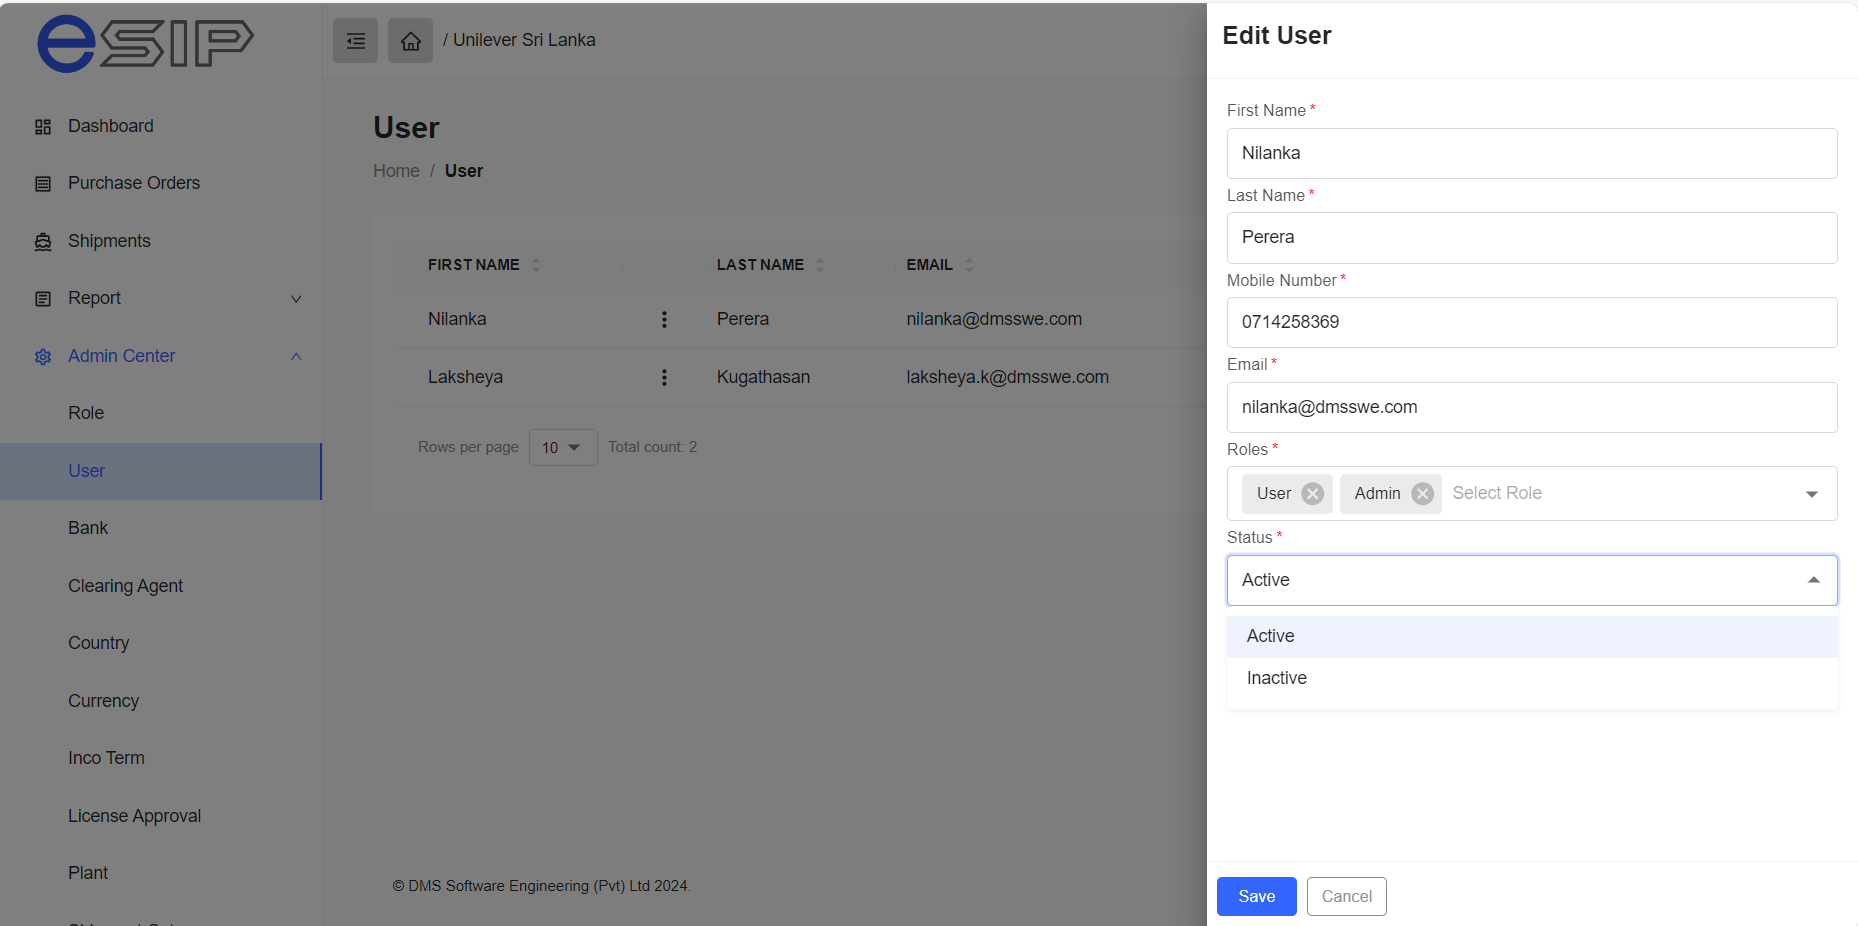 eSIP
/ Unilever Sri Lanka
Dashboard
Purchase Orders
Shipments
Report
Admin Center
Role
User
Bank
Clearing Agent
Country
Currency
Inco Term
License Approval
Plant
User
Home / User
FIRST NAME LAST NAME EMAIL
Nilanka Perera nilanka@dmsswe.com
Laksheya Kugathasan laksheya.k@dmsswe.com
Rows per page 10 Total count: 2
© DMS Software Engineering (Pvt) Ltd 2024.
Edit User
First Name *
Nilanka
Last Name *
Perera
Mobile Number *
0714258369
Email *
nilanka@dmsswe.com
Roles *
User Admin Select Role
Status *
Active
Active
Inactive
Save Cancel